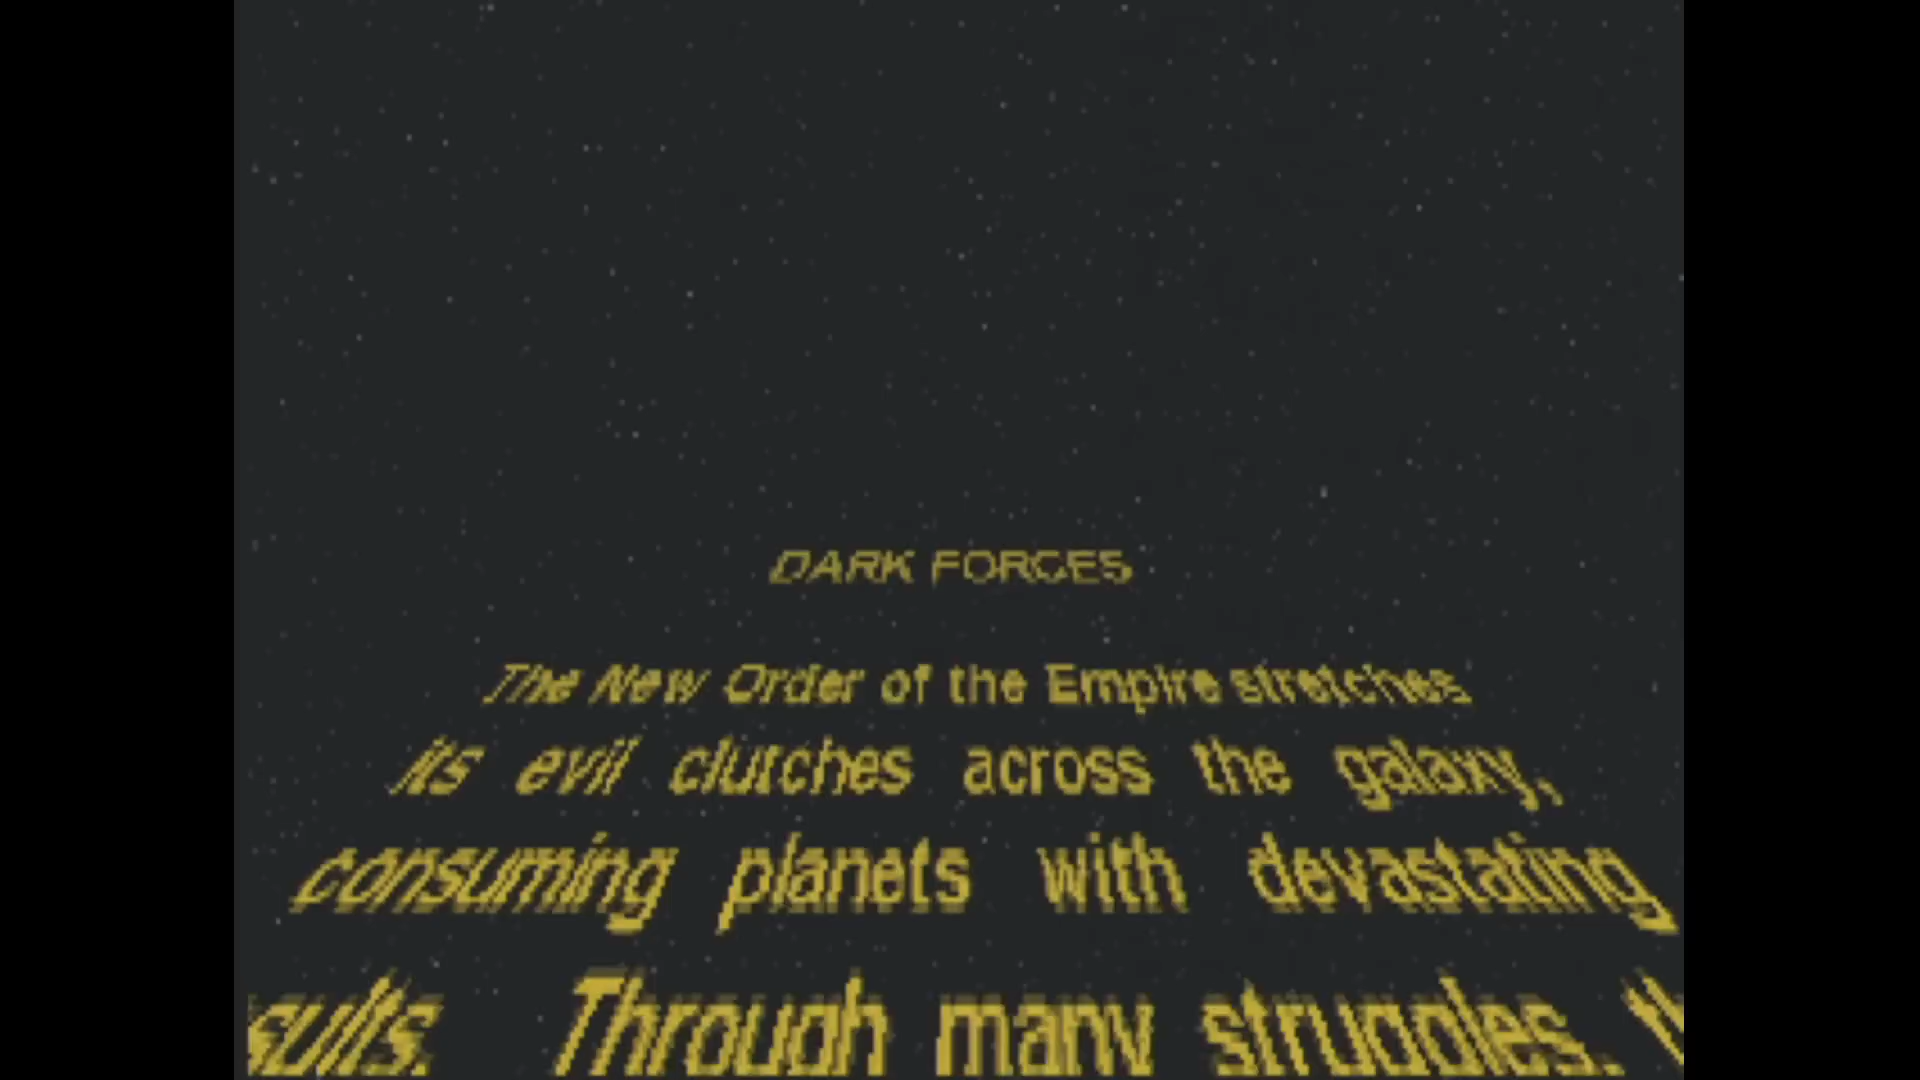 DARK FORCES
The New Order of the Empire stretches
its evil clutches across the galaxy,
consuming planets with devastating
sults. Through many struggles, th